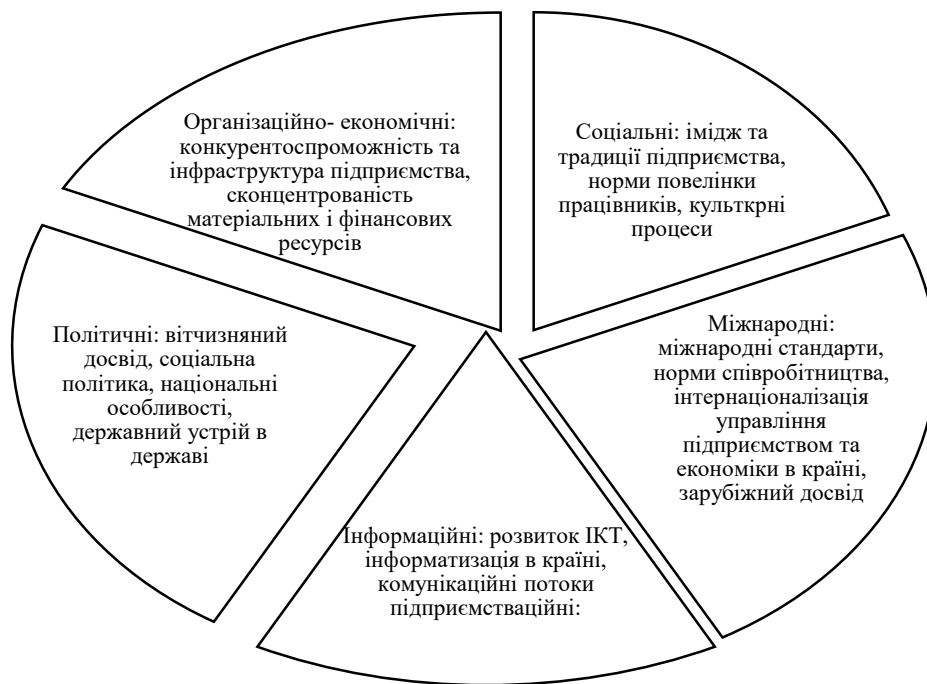 Організаційно- економічні:
конкурентоспроможність та
інфраструктура підприємства,
сконцентрованість
матеріальних і фінансових
ресурсів
Соціальні: імідж та
традиції підприємства,
норми повелінки
працівників, культкрні
процеси
Політичні: вітчизняний
досвід, соціальна
політика, національні
особливості,
державний устрій в
державі
Міжнародні:
міжнародні стандарти,
норми співробітництва,
інтернаціоналізація
управління
підприємством та
економіки в країні,
зарубіжний досвід
Інформаційні: розвиток ІКТ,
інформатизація в країні,
комунікаційні потоки
підприємстваційні: